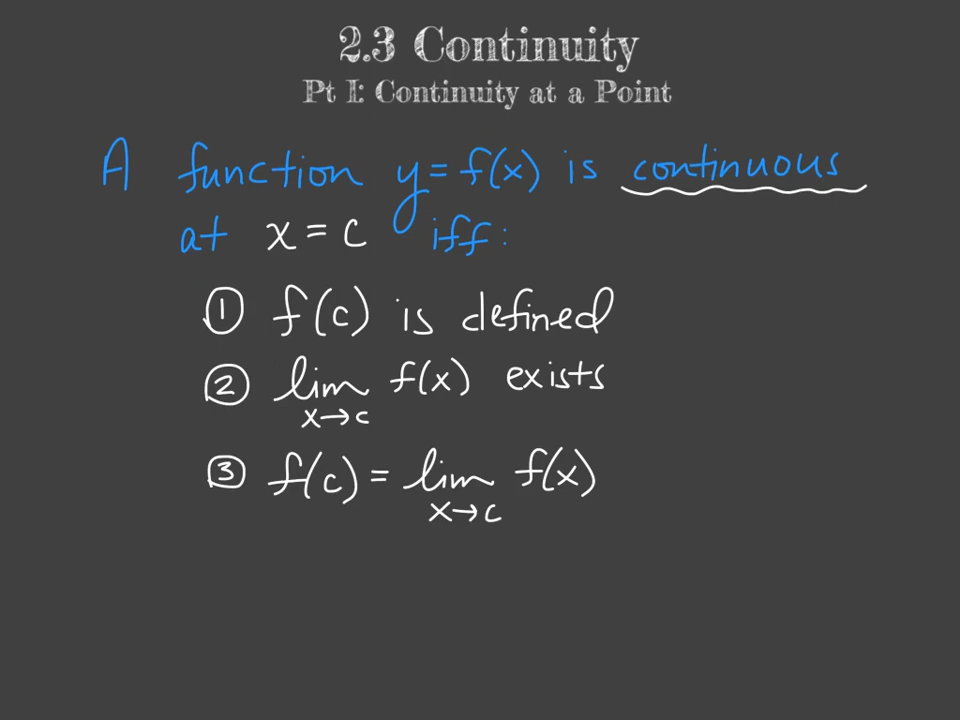 2.3 Continuity
Pt I: Continuity at a Point
A function y=f(x) is continuous
at x=c iff:
① f(c) is defined
② lim f(x) exists
x→c
③ f(c) = lim f(x)
x→c